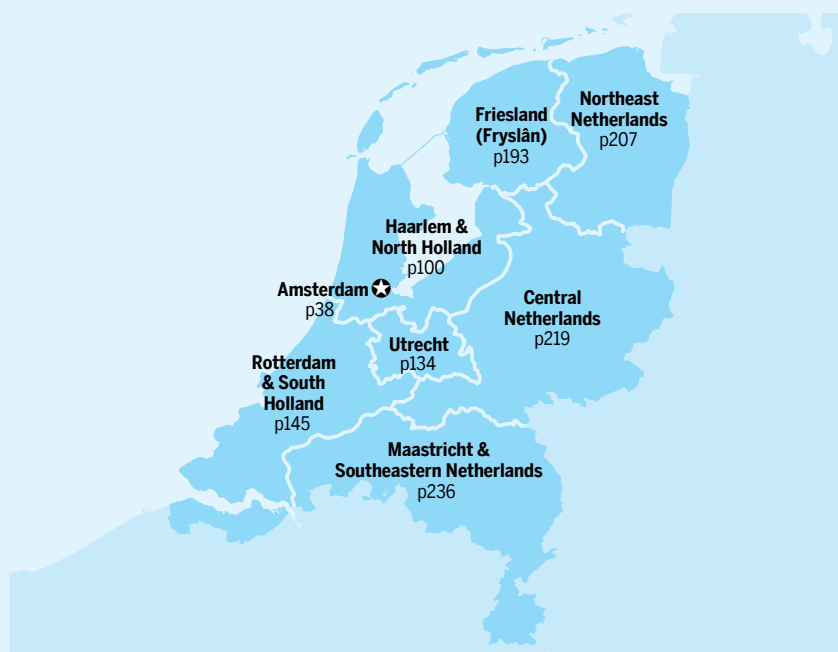 Northeast
Netherlands
p207
Friesland
(Fryslân)
p193
Haarlem &
North Holland
p100
Amsterdam
p38
Central
Netherlands
p219
Utrecht
p134
Rotterdam
& South
Holland
p145
Maastricht &
Southeastern Netherlands
p236